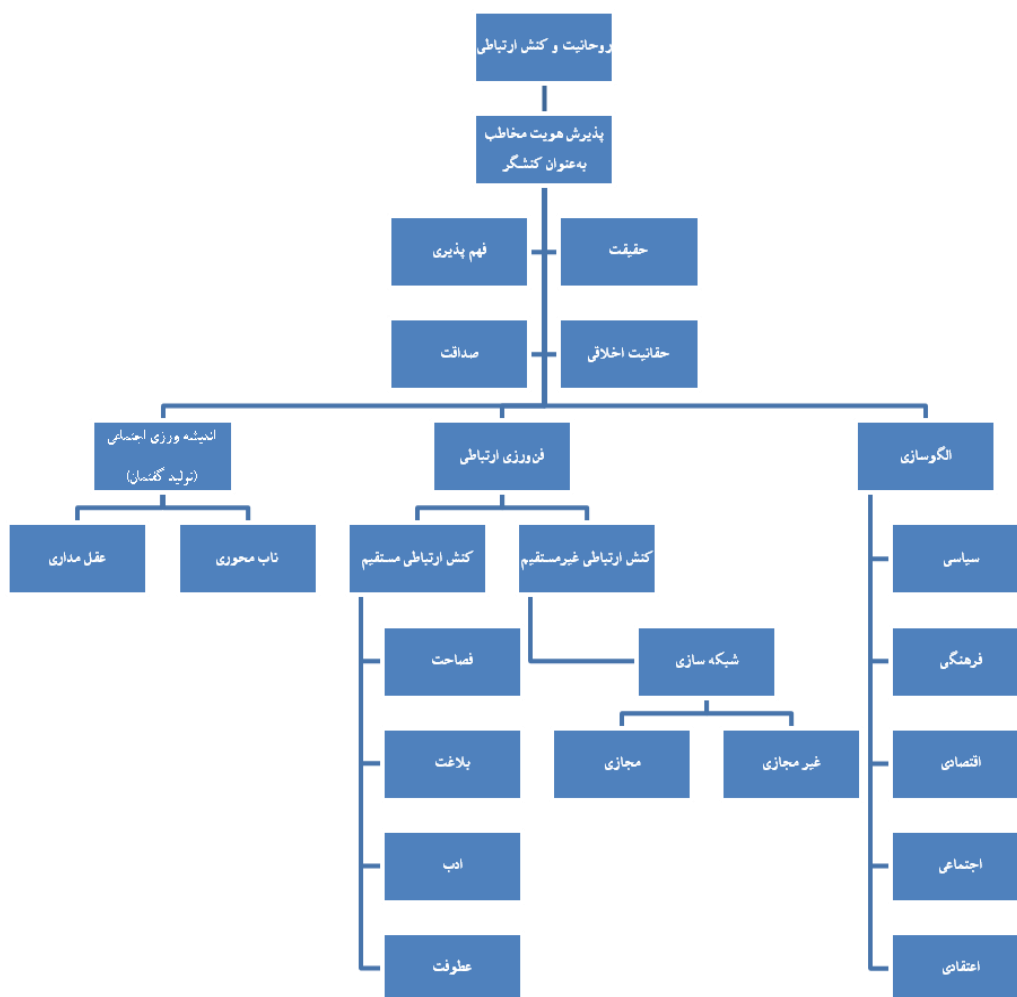 روحانیت و کنش ارتباطی
پذیرش هویت مخاطب
به‌عنوان کنشگر
حقیقت
فهم پذیری
حقانیت اخلاقی
صداقت
الگوسازی
فن‌ورزی ارتباطی
اندیشه ورزی اجتماعی
(تولید گفتمان)
سیاسی
کنش ارتباطی غیرمستقیم
کنش ارتباطی مستقیم
ناب محوری
عقل مداری
فرهنگی
شبکه سازی
فصاحت
اقتصادی
غیر مجازی
مجازی
بلاغت
اجتماعی
ادب
اعتقادی
عطوفت